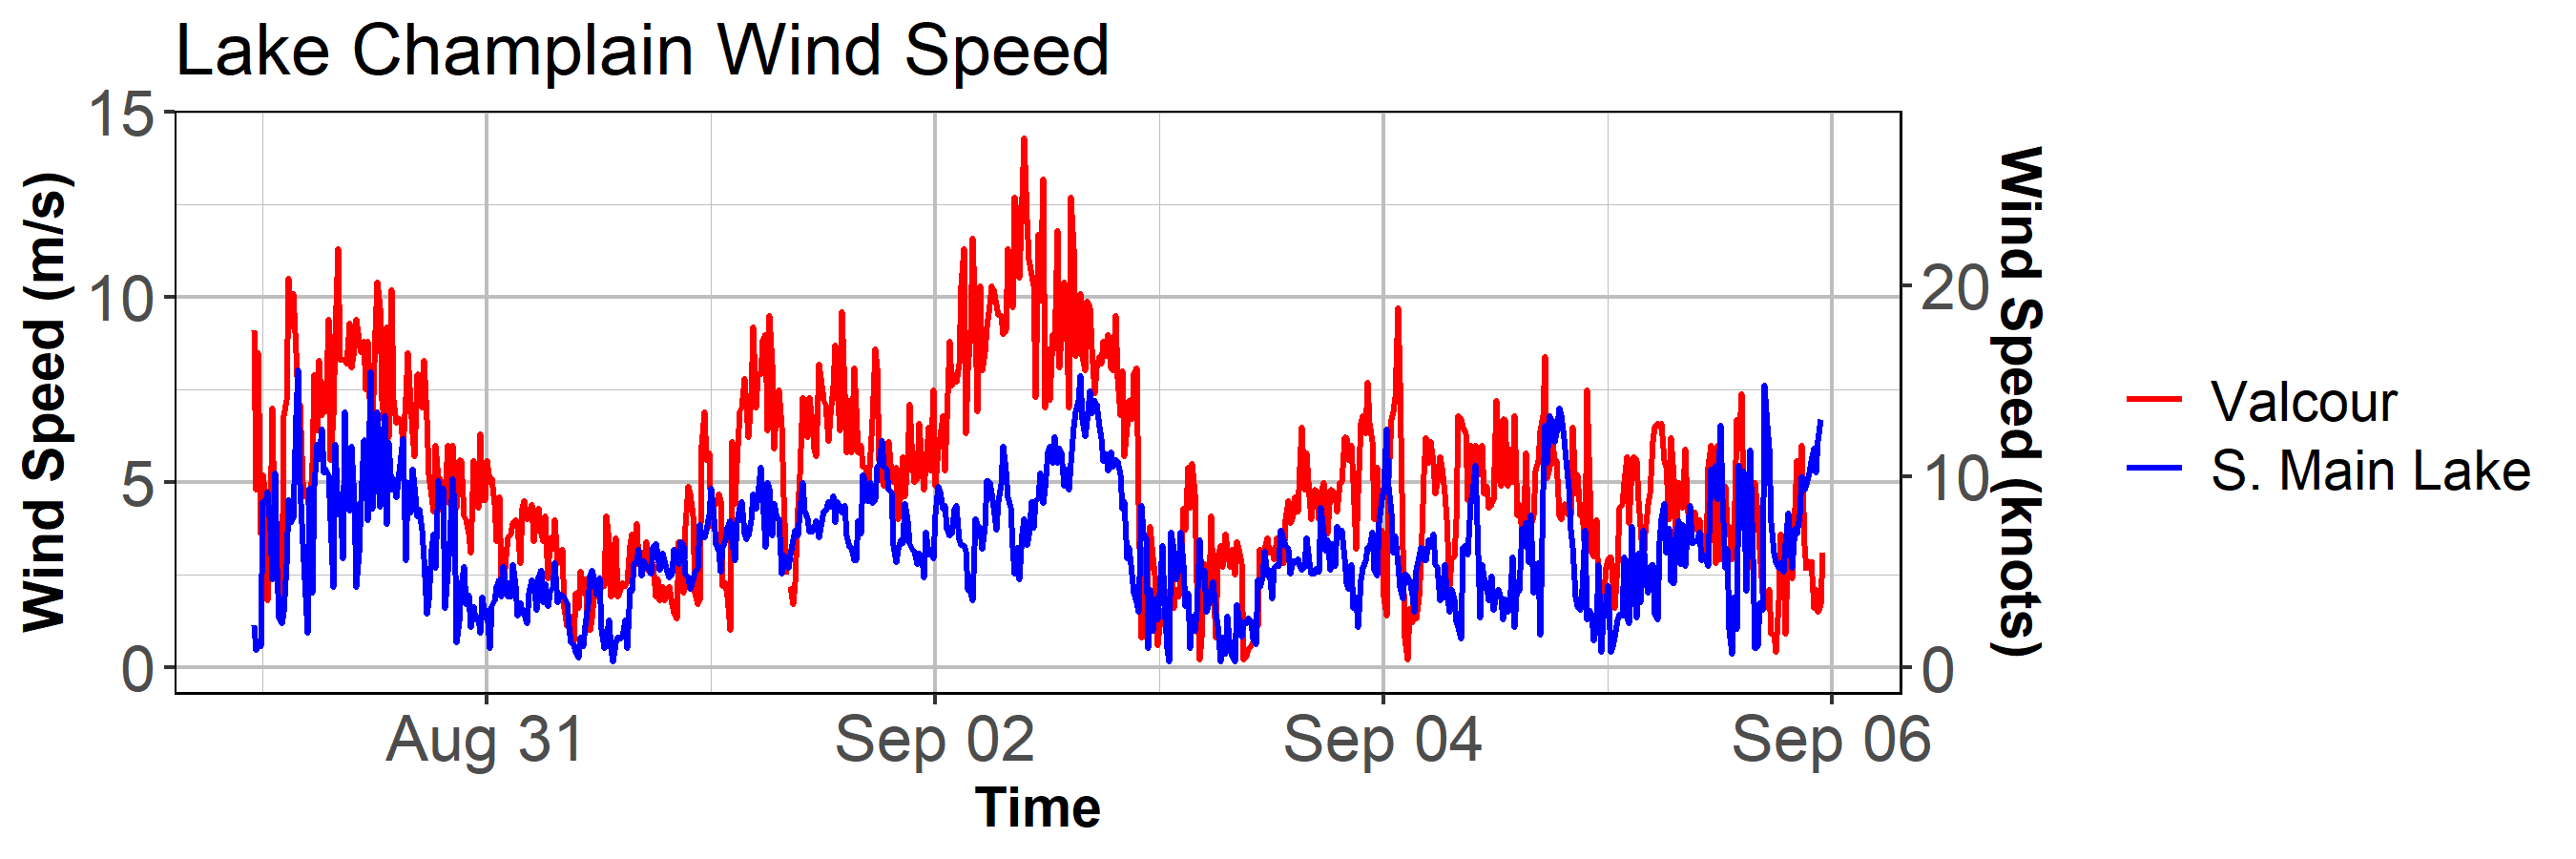 Lake Champlain Wind Speed
Wind Speed (m/s)
15
10
5
0
Wind Speed (knots)
20
10
0
Aug 31
Sep 02
Sep 04
Sep 06
Time
Valcour
S. Main Lake